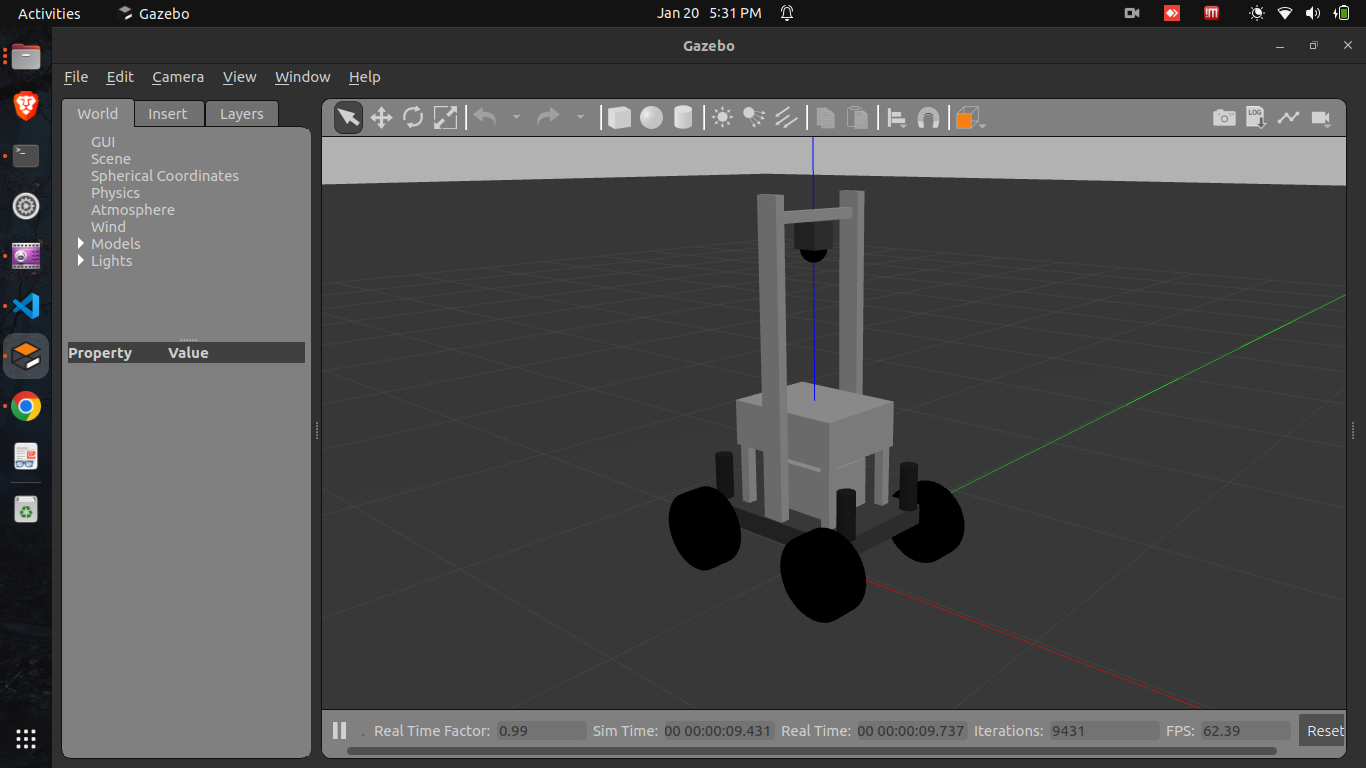 Activities Gazebo Jan 20 5:31 PM
Gazebo
File Edit Camera View Window Help
World Insert Layers
LOG
GUI
Scene
Spherical Coordinates
Physics
Atmosphere
Wind
Models
Lights
Property Value
Real Time Factor: 0.99 Sim Time: 00 00:00:09.431 Real Time: 00 00:00:09.737 Iterations: 9431 FPS: 62.39 Reset